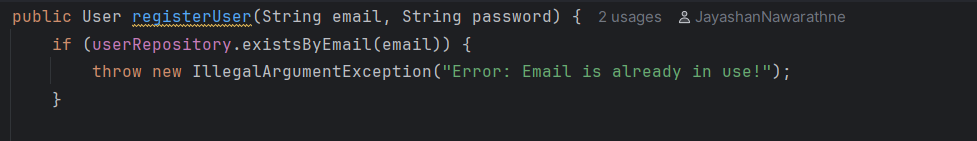 public User registerUser(String email, String password) {  2 usages  JayashanNawarathne
    if (userRepository.existsByEmail(email)) {
        throw new IllegalArgumentException("Error: Email is already in use!");
    }